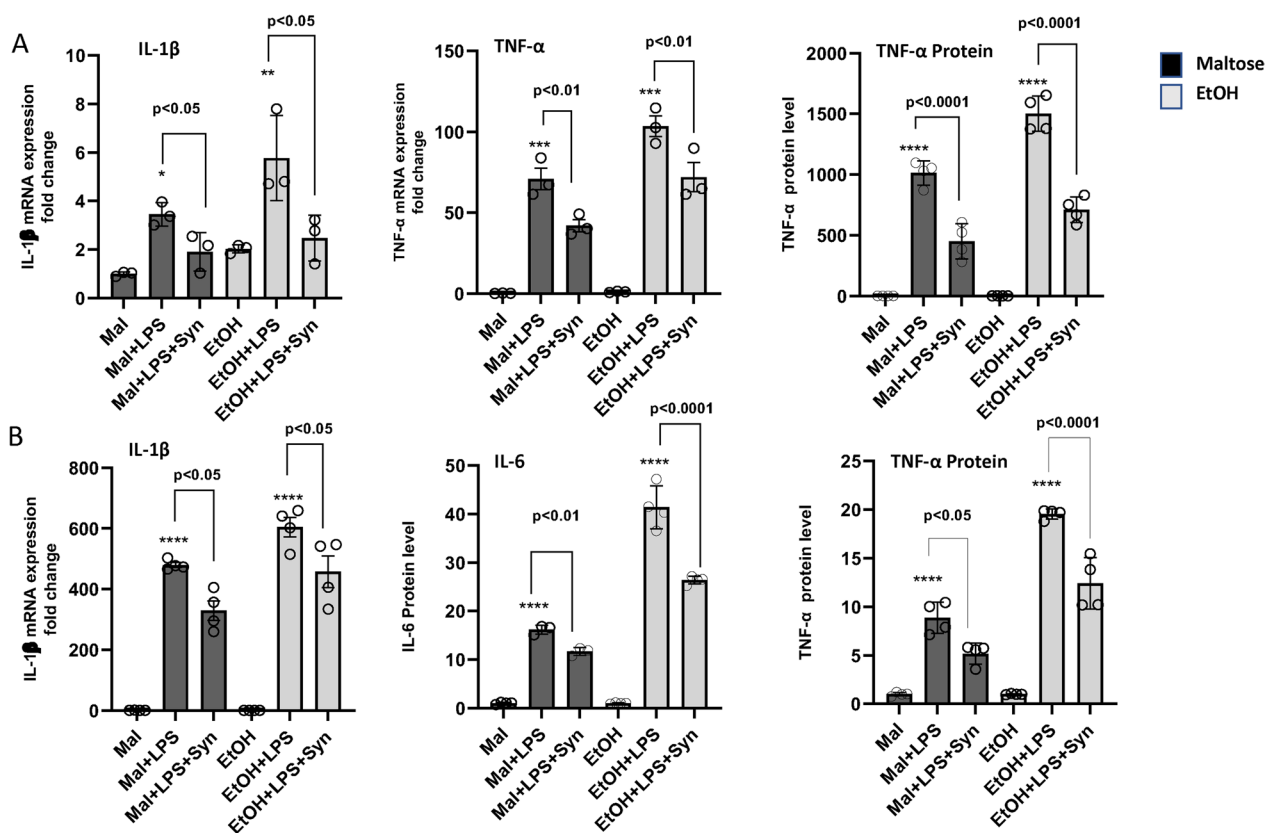 A
IL-1β
p<0.05
**
p<0.05
*
IL-1β mRNA expression
fold change
10
8
6
4
2
0
Mal
Mal+LPS
Mal+LPS+Syn
EtOH
EtOH+LPS
EtOH+LPS+Syn
TNF-α
p<0.01
***
p<0.01
***
TNF-α mRNA expression
fold change
150
100
50
0
Mal
Mal+LPS
Mal+LPS+Syn
EtOH
EtOH+LPS
EtOH+LPS+Syn
TNF-α Protein
p<0.0001
****
p<0.0001
****
TNF-α protein level
2000
1500
1000
500
0
Mal
Mal+LPS
Mal+LPS+Syn
EtOH
EtOH+LPS
EtOH+LPS+Syn
Maltose
EtOH
B
IL-1β
p<0.05
****
p<0.05
****
IL-1β mRNA expression
fold change
800
600
400
200
0
Mal
Mal+LPS
Mal+LPS+Syn
EtOH
EtOH+LPS
EtOH+LPS+Syn
IL-6
p<0.0001
****
p<0.01
****
IL-6 Protein level
50
40
30
20
10
0
Mal
Mal+LPS
Mal+LPS+Syn
EtOH
EtOH+LPS
EtOH+LPS+Syn
TNF-α Protein
p<0.0001
****
p<0.05
****
TNF-α protein level
25
20
15
10
5
0
Mal
Mal+LPS
Mal+LPS+Syn
EtOH
EtOH+LPS
EtOH+LPS+Syn